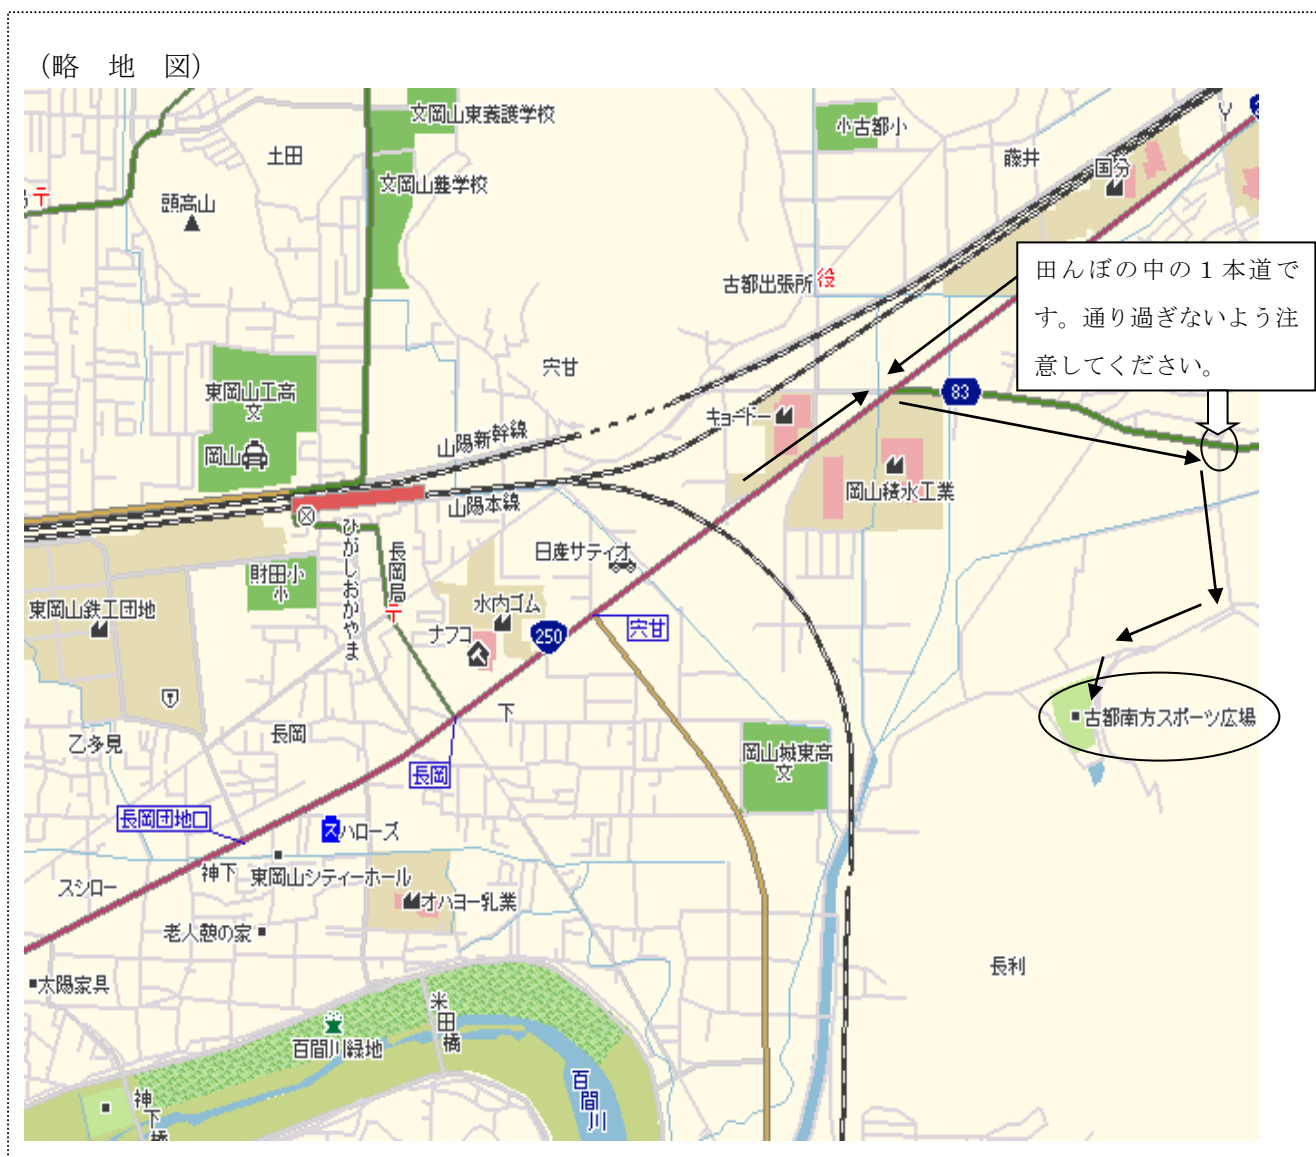 （略　地　図）
文岡山東養護学校
小古都小
土田
藤井
国分
文岡山聾学校
頭高山
古都出張所
役
田んぼの中の１本道で
す。通り過ぎないよう注
意してください。
穴甘
東岡山工高
文
83
キョードー
山陽新幹線
岡山
岡山積水工業
山陽本線
ひがしおかやま
長岡局
日産サティオ
財田小
小
水内ゴム
東岡山鉄工団地
ナフコ
250
穴甘
下
古都南方スポーツ広場
長岡
乙多見
岡山城東高
文
長岡
長岡団地口
ス
ハローズ
神下
東岡山シティーホール
スシロー
オハヨー乳業
老人憩の家
長利
太陽家具
米田橋
百間川緑地
百間川
神下橋